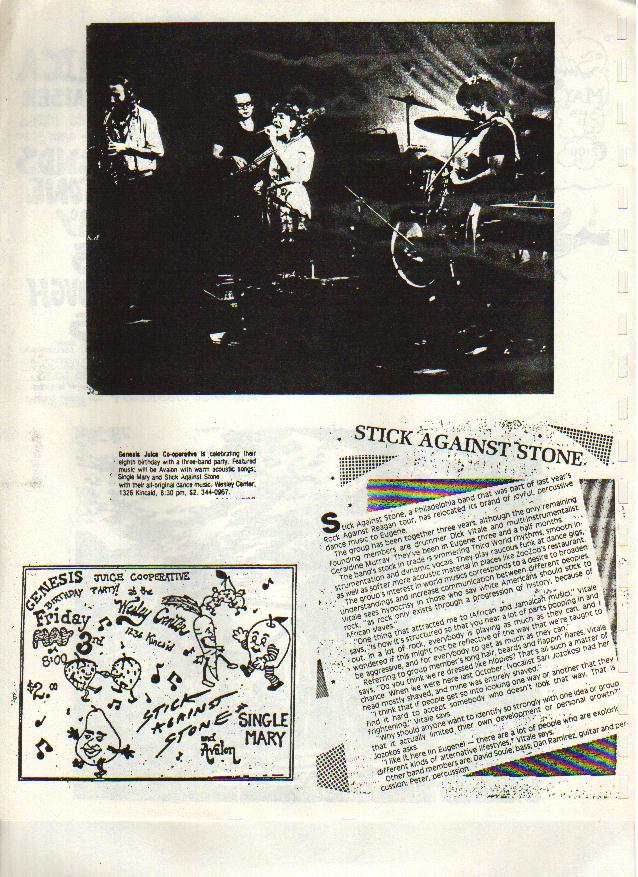 Genesis Juice Co-operative is celebrating their
eighth birthday with a three-band party. Featured
music will be Avalon with warm acoustic songs;
Single Mary and Stick Against Stone
with their all-original dance music. Wesley Center,
1326 Kincaid, 8:30 pm, $2. 344-0967.
GENESIS JUICE COOPERATIVE
BIRTHDAY PARTY! at the
Friday
Wesley Center
1236 Kincaid
3rd
8:00
$2.
STICK
AGAINST
STONE
SINGLE
MARY
and
Avalon
STICK AGAINST STONE
Stick Against Stone, a Philadelphia band that was part of last year's
Rock Against Reagan tour, has relocated its brand of joyful, percussive
dance music to Eugene.
The group has been together three years, although the only remaining
founding members are drummer Dick Vitale and multi-instrumentalist
Geraldine Murray. They've been in Eugene three and a half months.
The band's stock in trade is simmering Third World rhythms, smooth in-
strumentation and dynamic vocals. They play raucous funk at dance gigs,
as well as softer more acoustic material in places like Zoozoo's restaurant.
The group's interest in world musics corresponds to a desire to broaden
understanding and increase communication between different peoples.
Vitale sees hypocrisy in those who say white Americans should stick to
rock, "as rock only exists through a progression of history, because of
African slaves."
"One thing that attracted me to (African and Jamaican music)," Vitale
says, "is how it's structured so that you hear a lot of parts popping in and
out. In a lot of rock, everybody is playing as much as they can, and I
wondered if this might not be reflective of the way that we're taught to
be aggressive, and for everybody to get as much as they can."
Referring to group member's long hair, beards and flappin' flares, Vitale
says, "Do you think we're dressed like hippies? That's all such a matter of
chance. When we were here last October, (vocalist Sari Jozokos) had her
head mostly shaved, and mine was entirely shaved.
"I think that if people get so into looking one way or another that they
find it hard to accept somebody who doesn't look that way. That is
frightening," Vitale says.
"Why should anyone want to identify so strongly with one idea or group
that it actually limited thier own development or personal growth?"
Jozokos asks.
"I like it here (in Eugene) — there are a lot of people who are exploring
different kinds of alternative lifestyles," Vitale says.
Other band members are, David Soule, bass, Dan Ramirez, guitar and per-
cussion; Peter, percussion.